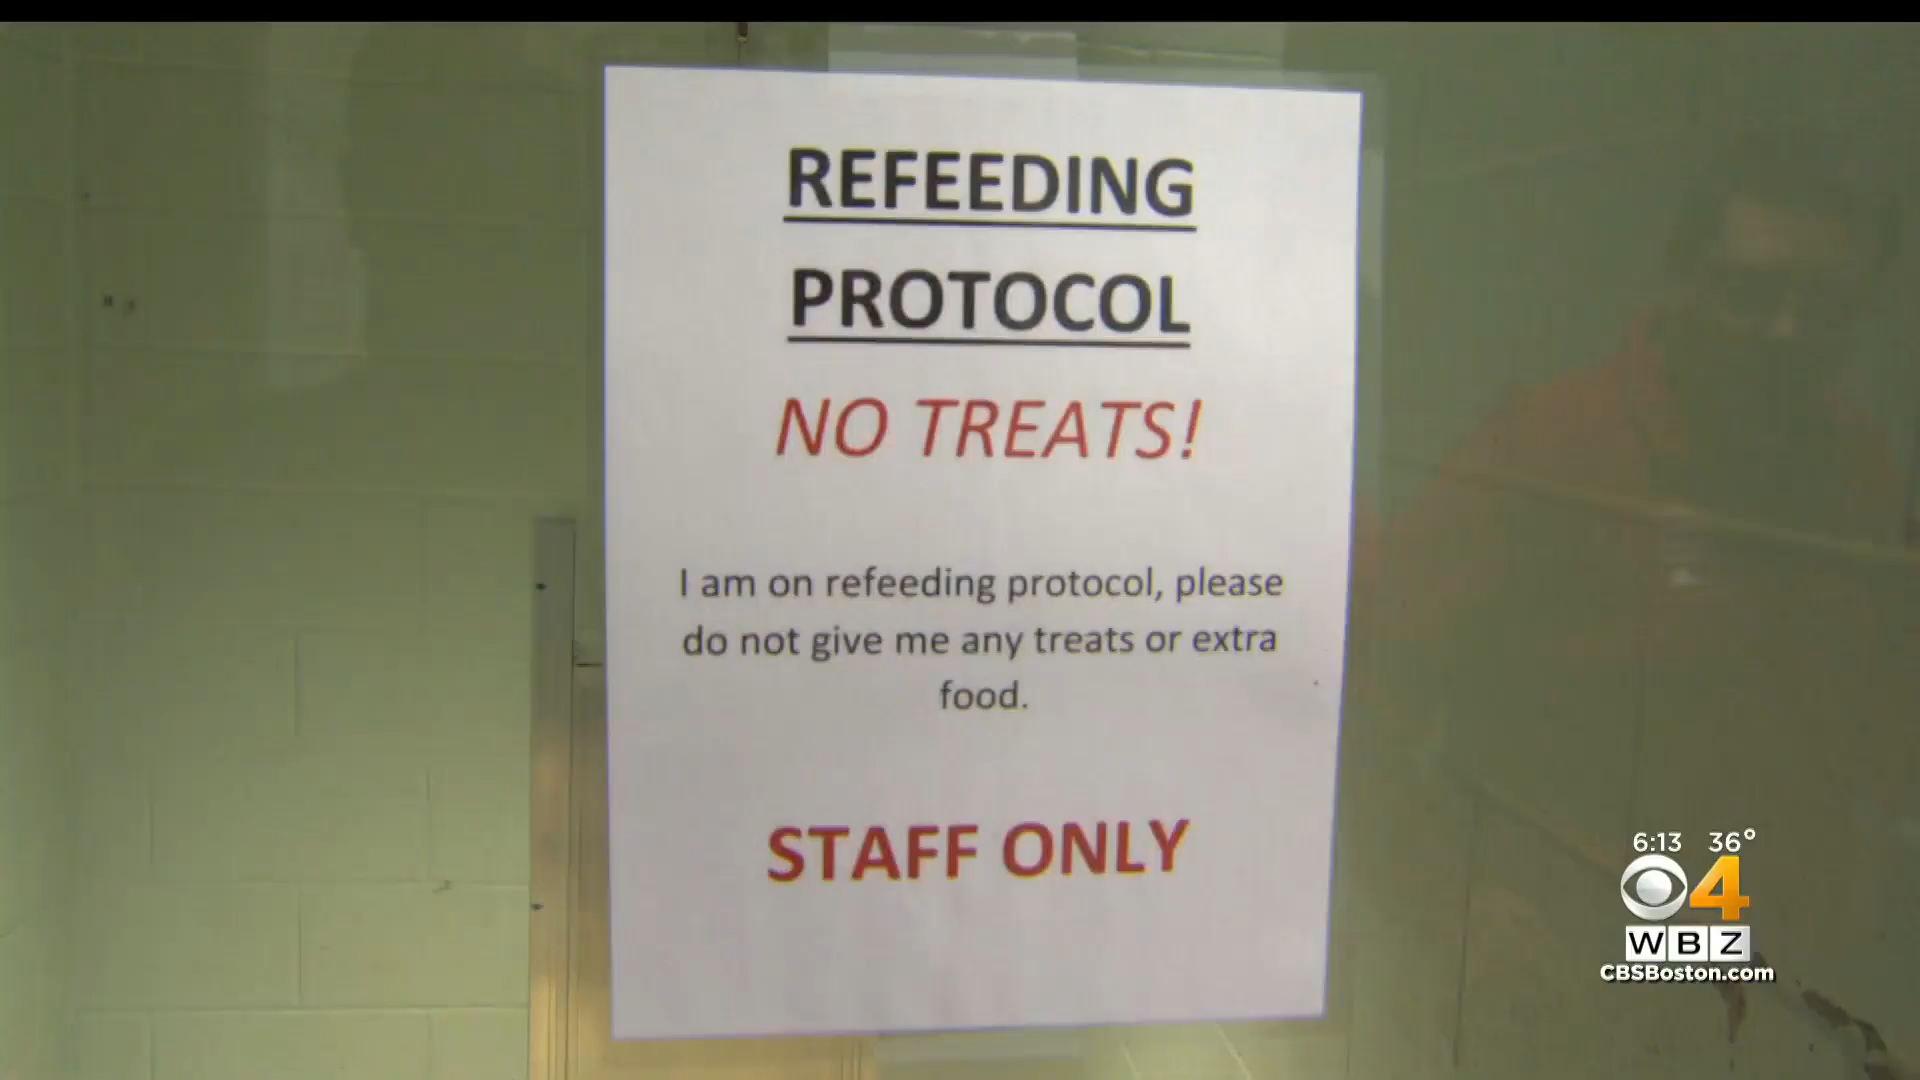 REFEEDING
PROTOCOL
NO TREATS!
I am on refeeding protocol, please
do not give me any treats or extra
food.
STAFF ONLY
6:13 36°
4
WBZ
CBSBoston.com